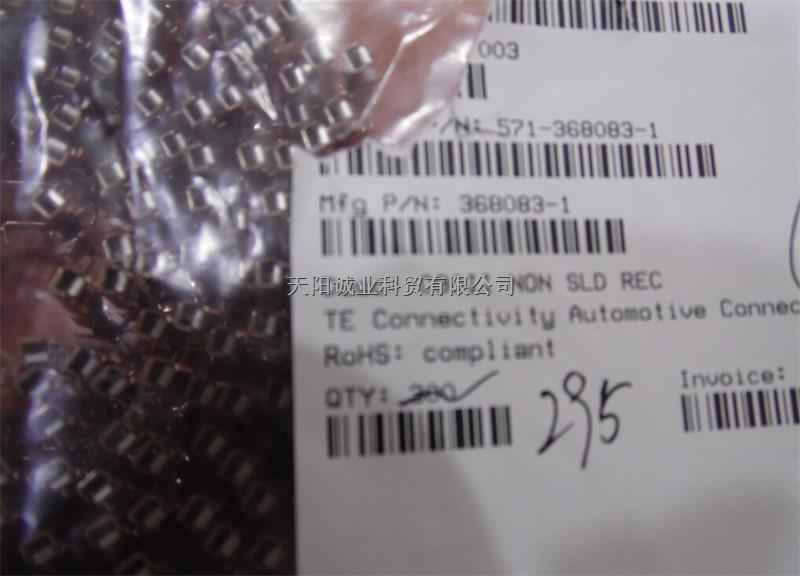 003
P/N: 571-368083-1
Mfg P/N: 368083-1
NON SLD REC
天阳诚业科贸有限公司
TE Connectivity Automotive Connec
RoHS: compliant
QTY: 300
295
Invoice: